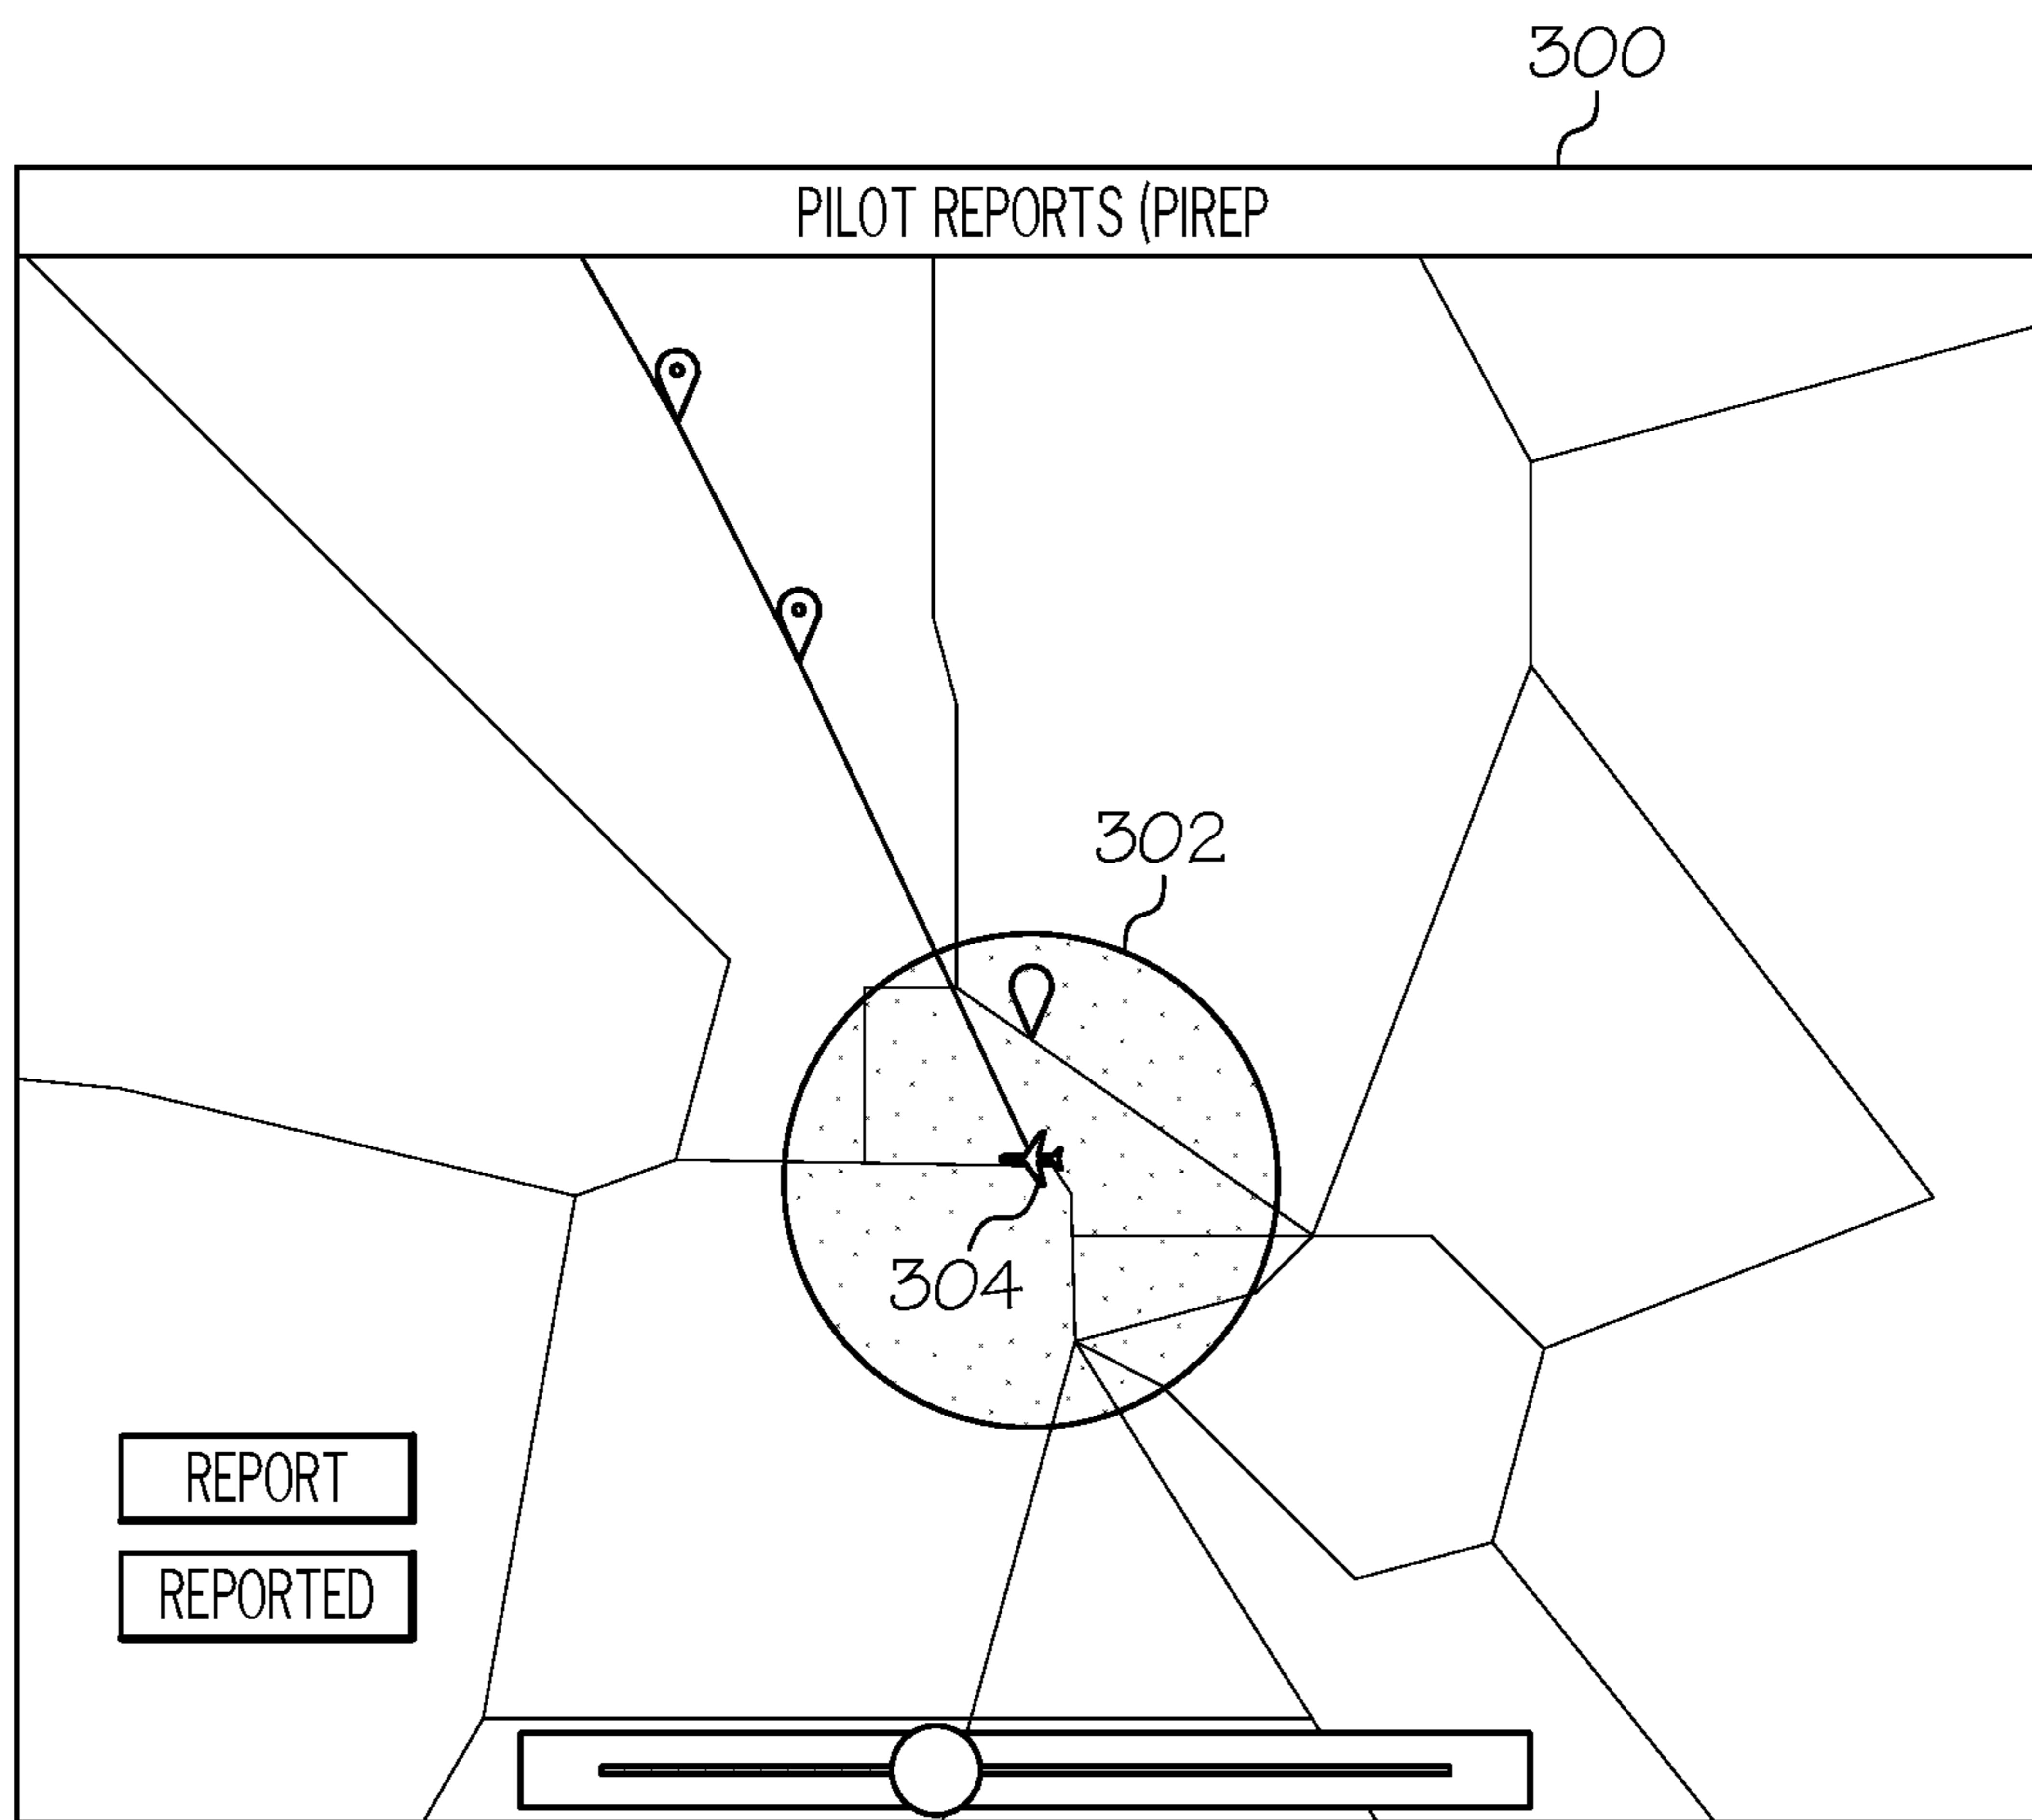 300
PILOT REPORTS (PIREP
302
304
REPORT
REPORTED